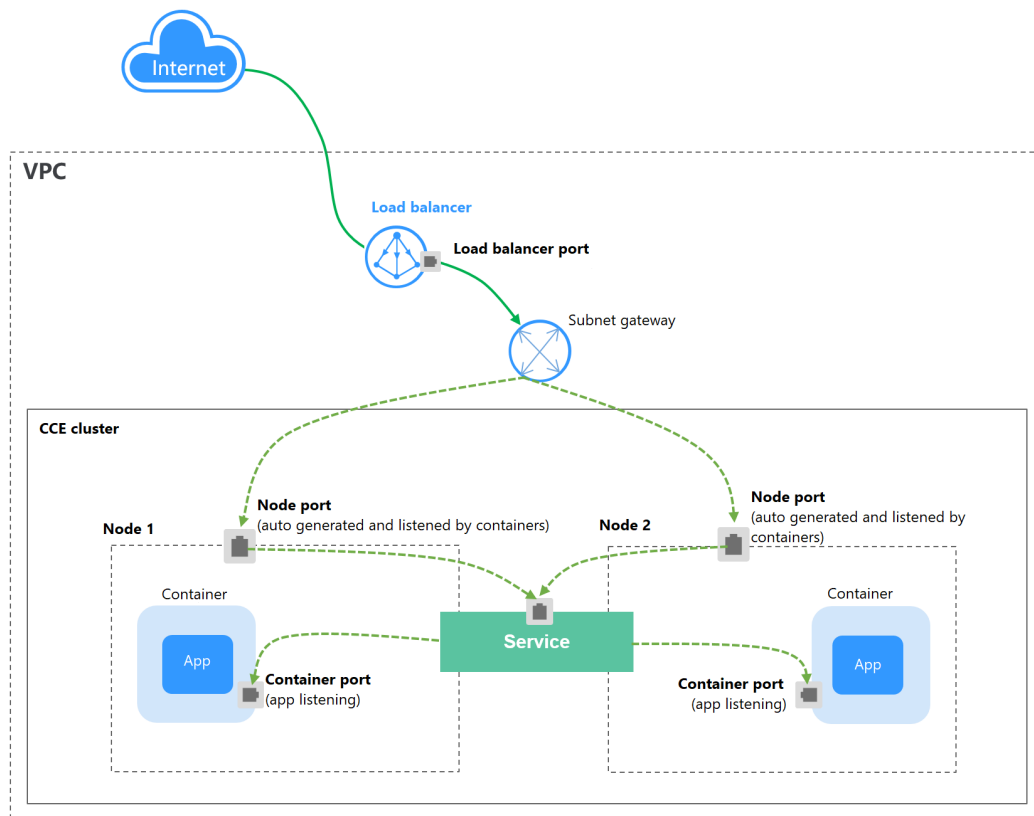 Internet
VPC
Load balancer
Load balancer port
Subnet gateway
CCE cluster
Node port
(auto generated and listened by containers)
Node 1
Node port
(auto generated and listened by
containers)
Node 2
Container
App
Container port
(app listening)
Service
Container
App
Container port
(app listening)